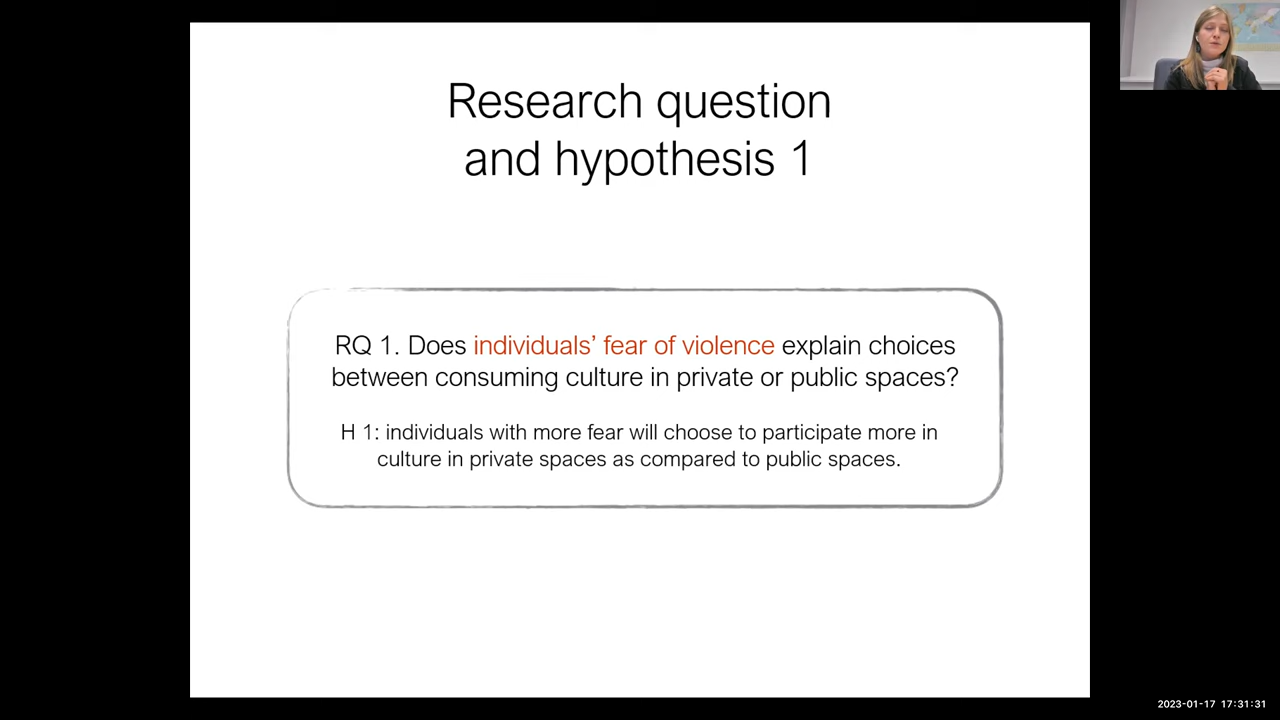 Research question
and hypothesis 1
RQ 1. Does individuals’ fear of violence explain choices
between consuming culture in private or public spaces?
H 1: individuals with more fear will choose to participate more in
culture in private spaces as compared to public spaces.
2023-01-17 17:31:31